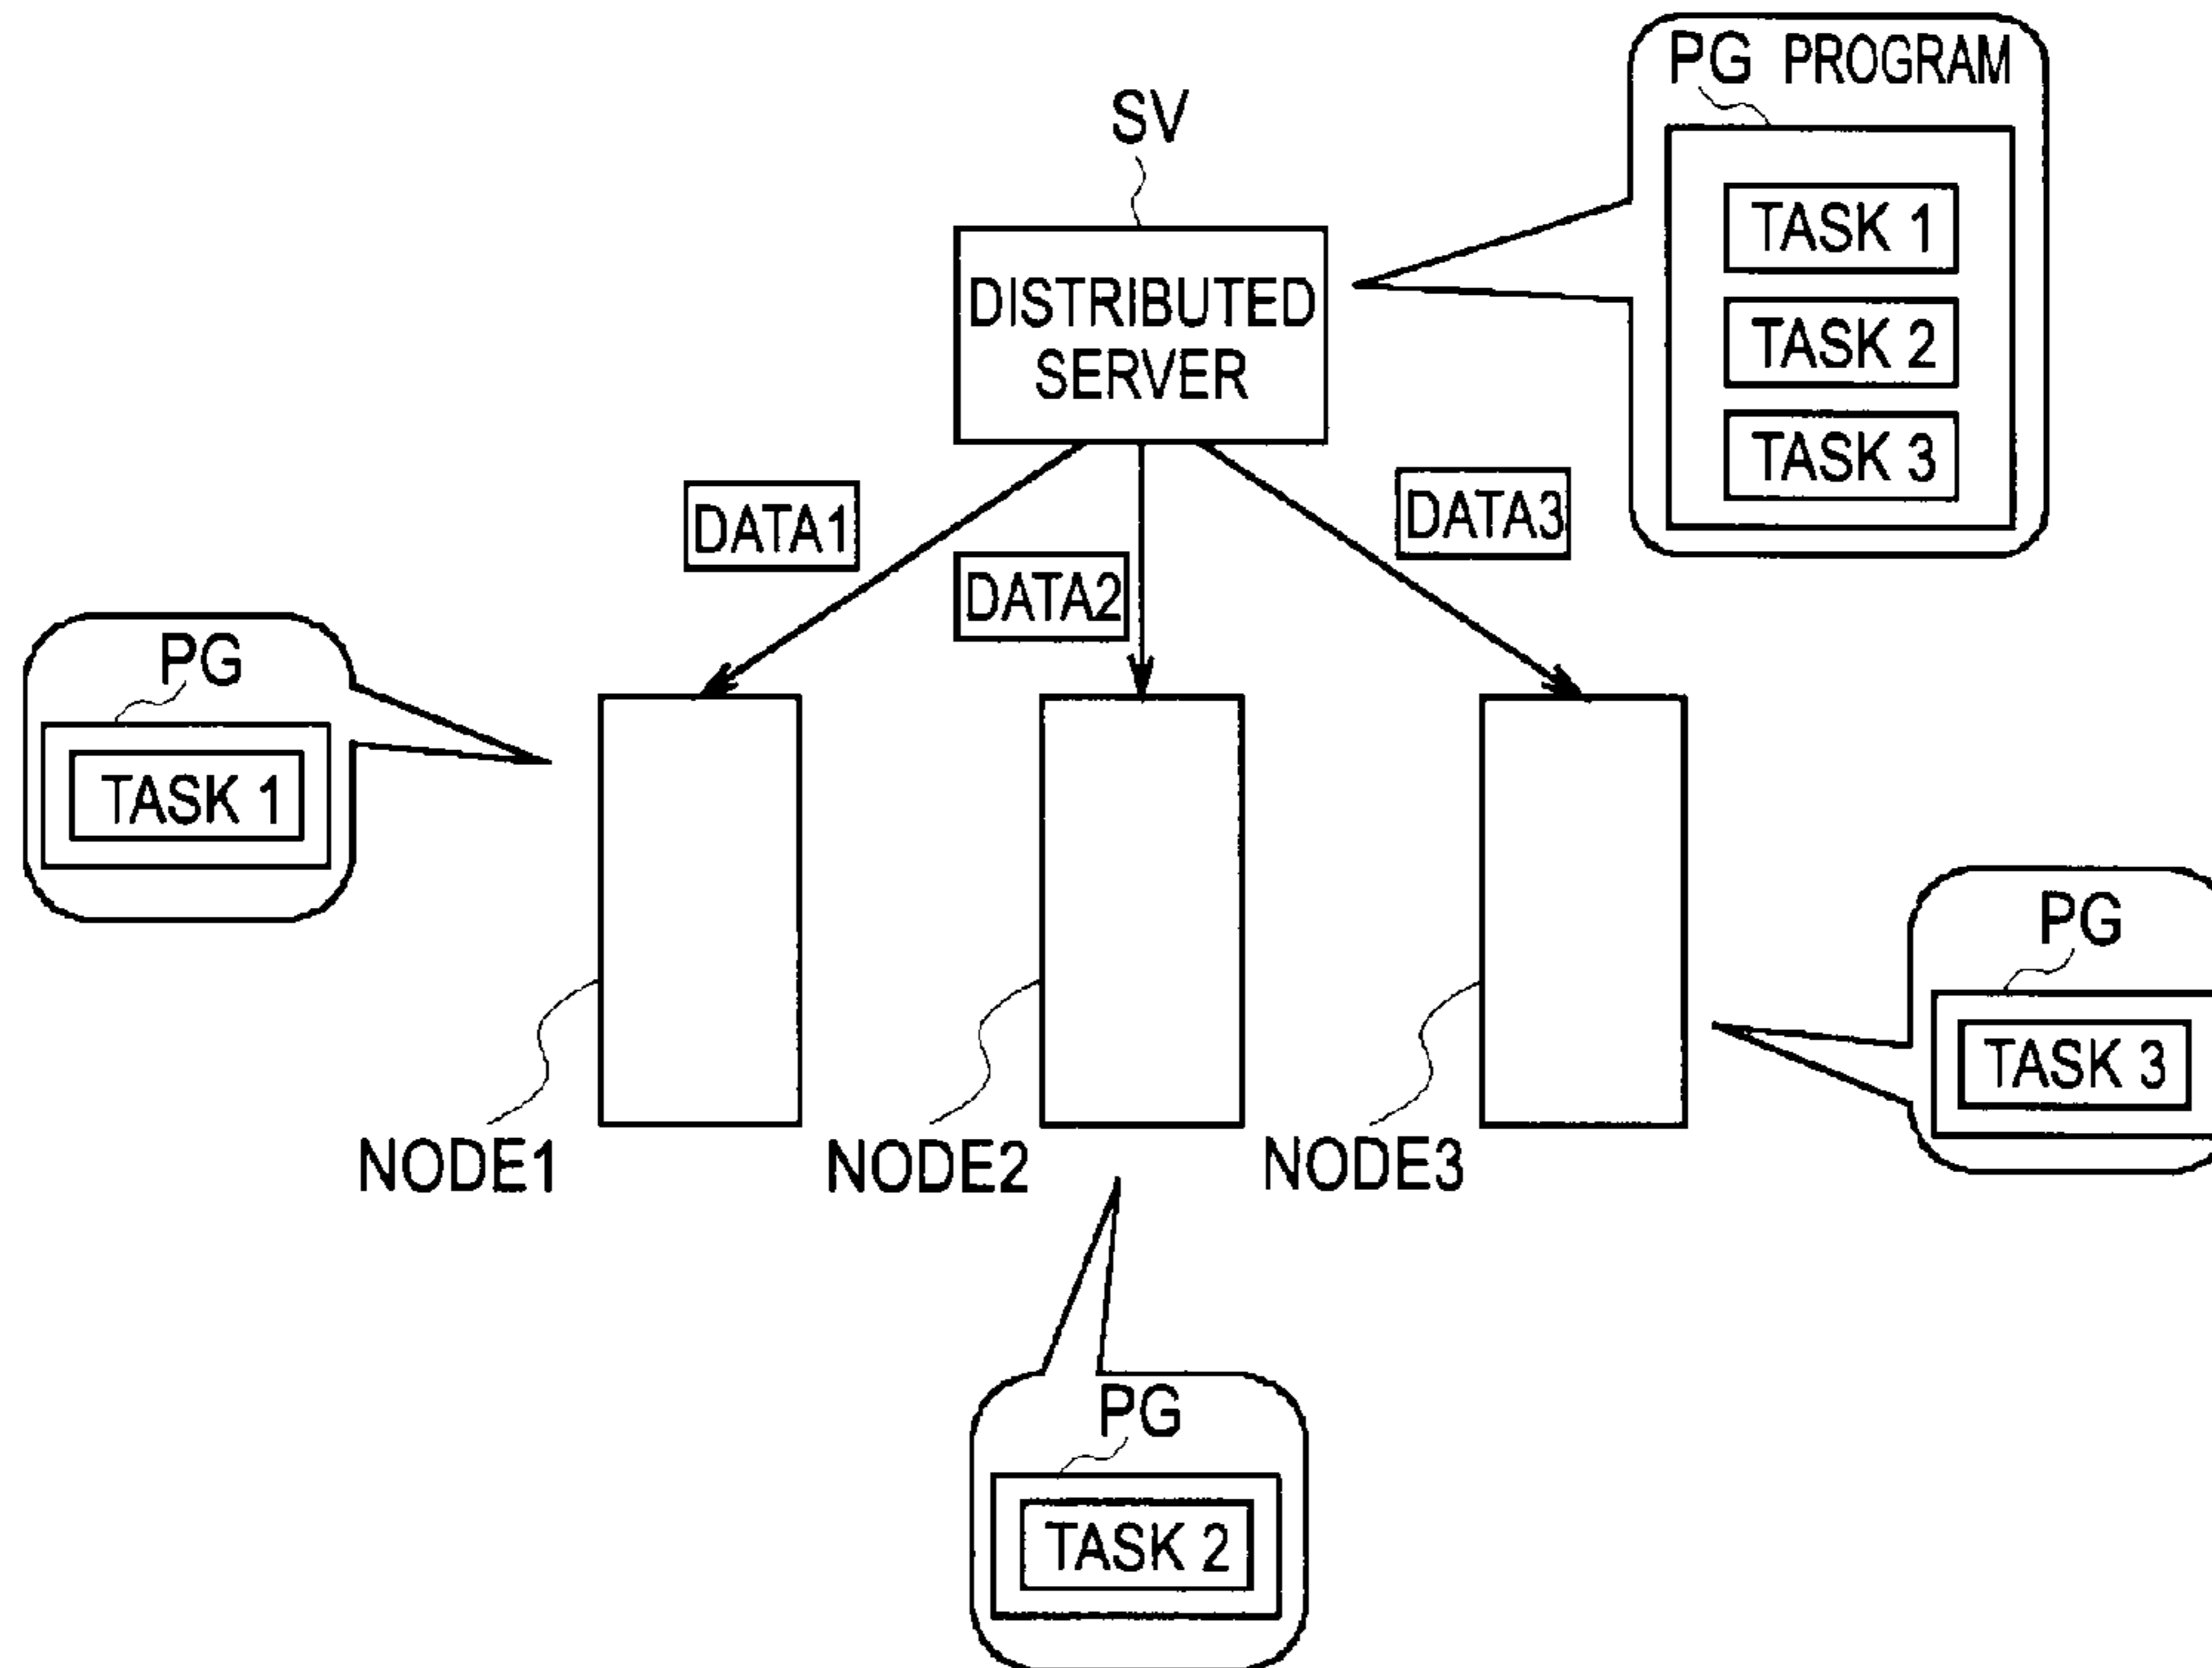 PG PROGRAM
SV
TASK 1
DISTRIBUTED
SERVER
TASK 2
TASK 3
DATA1
DATA3
DATA2
PG
TASK 1
PG
TASK 3
NODE1
NODE2
NODE3
PG
TASK 2